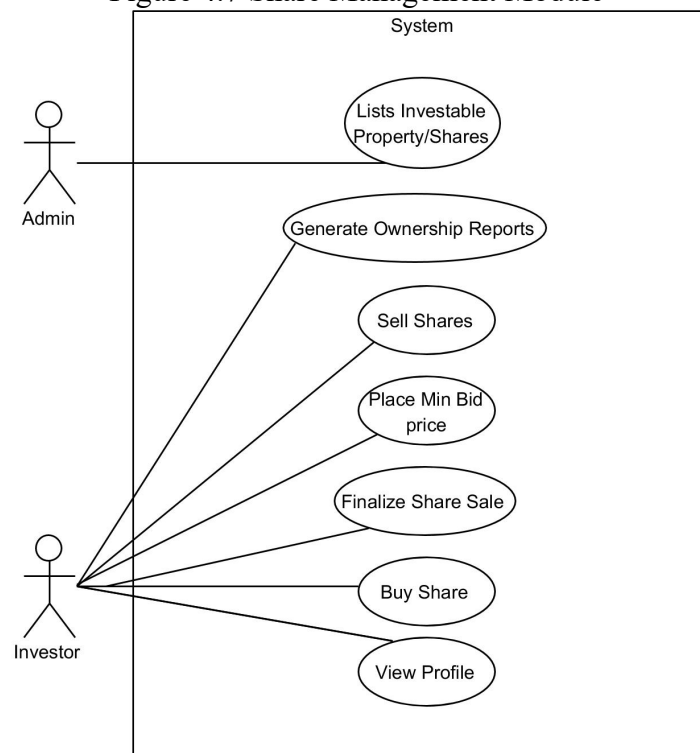 Figure Share Management Module
System
Lists Investable
Property/Shares
Admin
Generate Ownership Reports
Sell Shares
Place Min Bid
price
Finalize Share Sale
Buy Share
Investor
View Profile